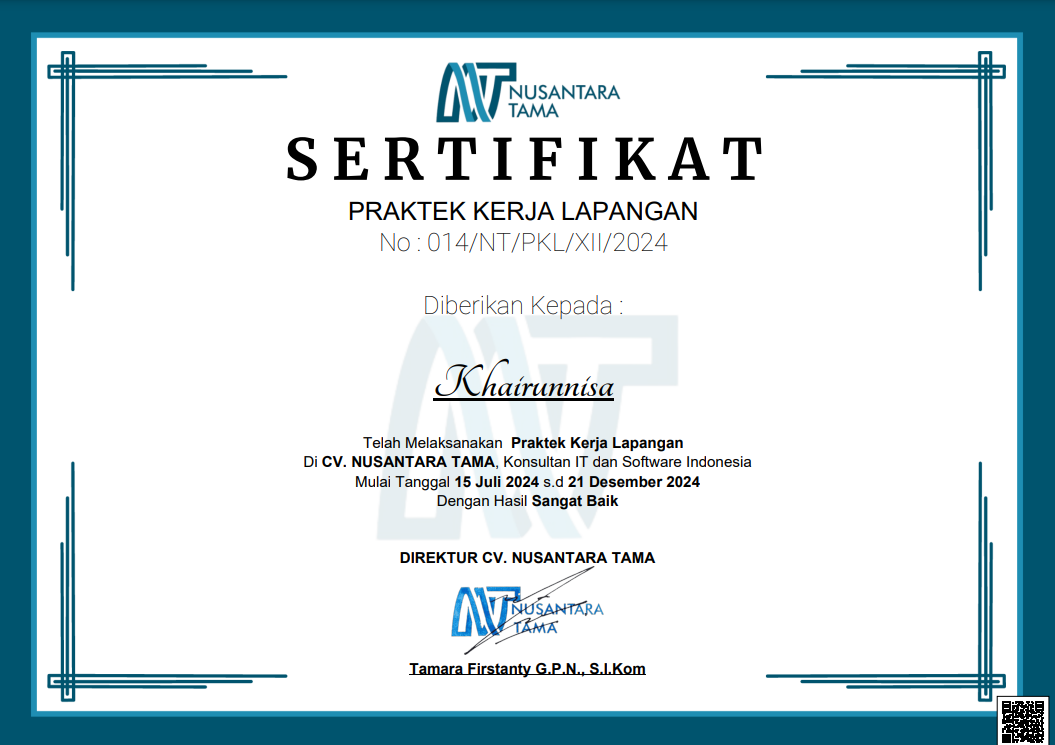 NUSANTARA
TAMA
SERTIFIKAT
PRAKTEK KERJA LAPANGAN
No : 014/NT/PKL/XII/2024
Diberikan Kepada :
Khairunnisa
Telah Melaksanakan Praktek Kerja Lapangan
Di CV. NUSANTARA TAMA, Konsultan IT dan Software Indonesia
Mulai Tanggal 15 Juli 2024 s.d 21 Desember 2024
Dengan Hasil Sangat Baik
DIREKTUR CV. NUSANTARA TAMA
NUSANTARA
TAMA
Tamara Firstanty G.P.N., S.I.Kom